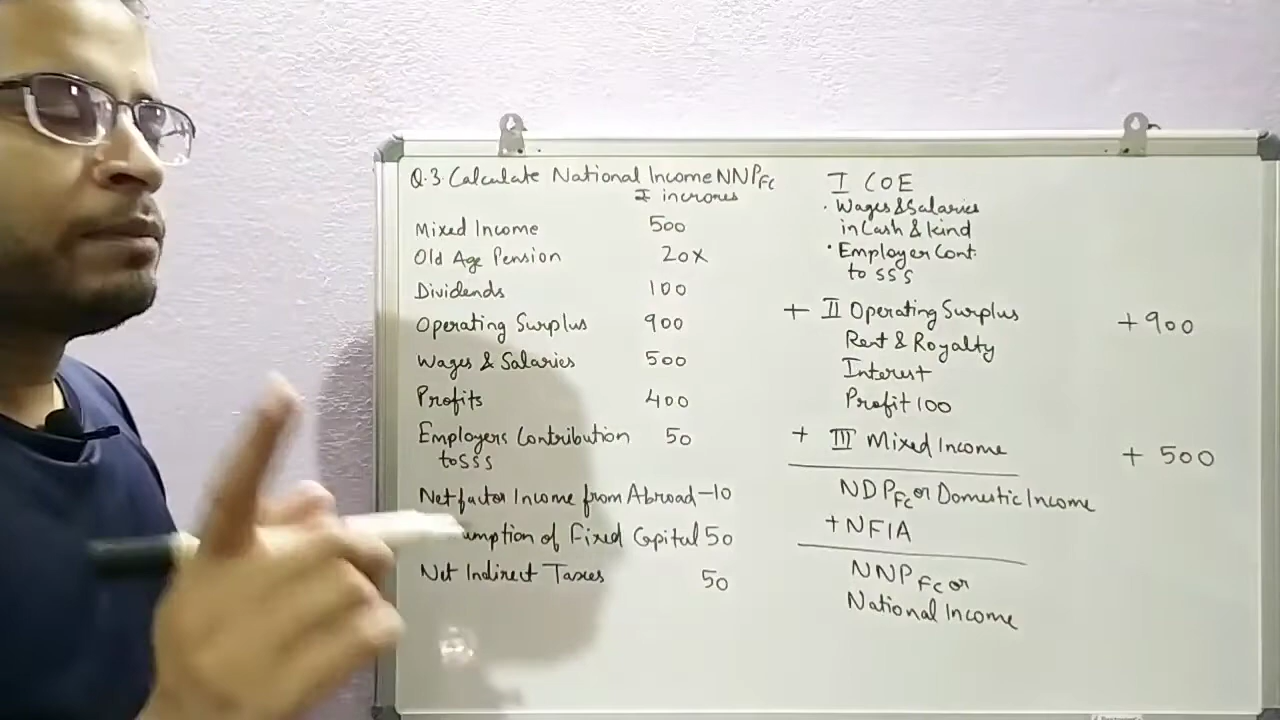 Q.3. Calculate National Income NNPFC
₹ in crores
Mixed Income 500
Old Age Pension 20x
Dividends 100
Operating Surplus 900
Wages & Salaries 500
Profits 400
Employers Contribution 50
to SSS
Net factor Income from Abroad -10
umption of Fixed Capital 50
Net Indirect Taxes 50
I COE
. Wages & Salaries
in Cash & Kind
. Employer Cont.
to SSS
+ II Operating Surplus +900
Rent & Royalty
Interest
Profit 100
+ III Mixed Income + 500
NDPFC or Domestic Income
+ NFIA
NNPFC or
National Income